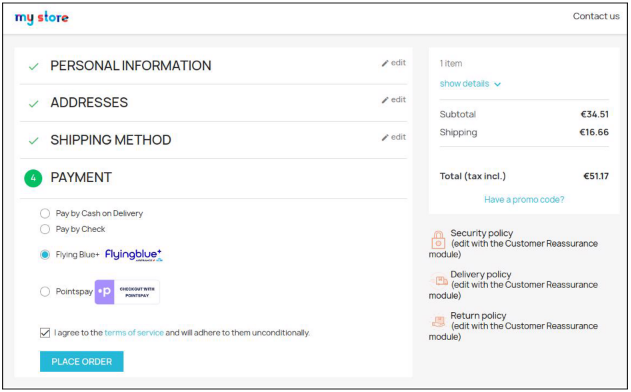 my store
Contact us
PERSONAL INFORMATION
edit
ADDRESSES
edit
SHIPPING METHOD
edit
4 PAYMENT
Pay by Cash on Delivery
Pay by Check
Flying Blue+ Flyingblue+
Pointspay p CHECKOUT WITH
POINTSPAY
I agree to the terms of service and will adhere to them unconditionally.
PLACE ORDER
1 item
show details
Subtotal €34.51
Shipping €16.66
Total (tax incl.) €51.17
Have a promo code?
Security policy
(edit with the Customer Reassurance
module)
Delivery policy
(edit with the Customer Reassurance
module)
Return policy
(edit with the Customer Reassurance
module)